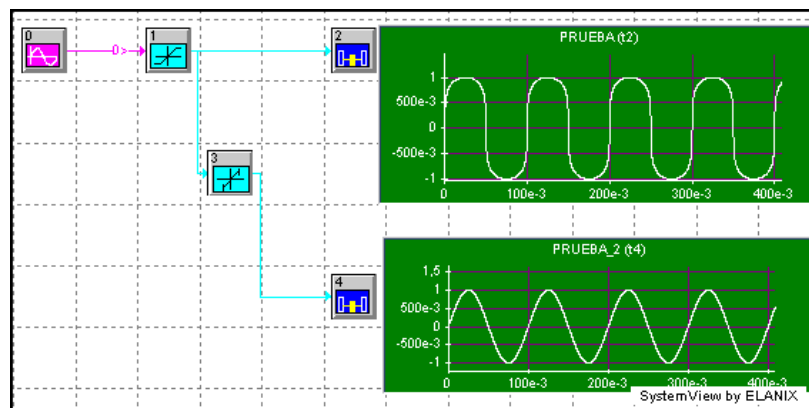 0
0>
1
2
3
4
PRUEBA (t2)
1
500e-3
0
-500e-3
-1
0 100e-3 200e-3 300e-3 400e-3
PRUEBA_2 (t4)
1,5
1
500e-3
0
-500e-3
-1
0 100e-3 200e-3 300e-3 400e-3
SystemView by ELANIX